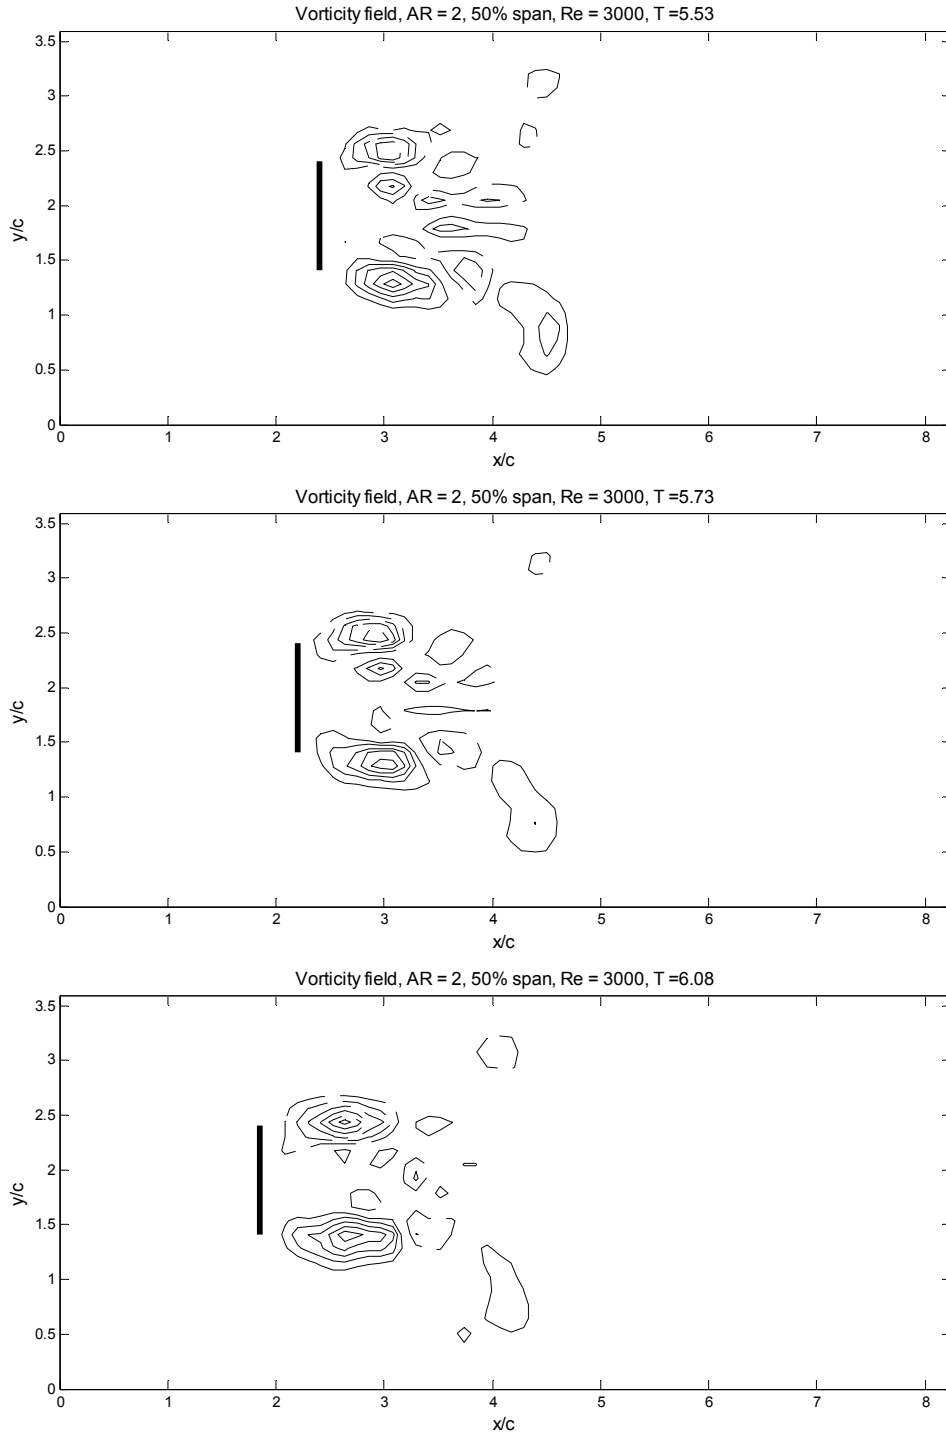 Vorticity field, AR = 2, 50% span, Re = 3000, T =5.53
3.5
3
2.5
2
1.5
1
0.5
0
y/c
0 1 2 3 4 5 6 7 8
x/c
Vorticity field, AR = 2, 50% span, Re = 3000, T =5.73
3.5
3
2.5
2
1.5
1
0.5
0
y/c
0 1 2 3 4 5 6 7 8
x/c
Vorticity field, AR = 2, 50% span, Re = 3000, T =6.08
3.5
3
2.5
2
1.5
1
0.5
0
y/c
0 1 2 3 4 5 6 7 8
x/c